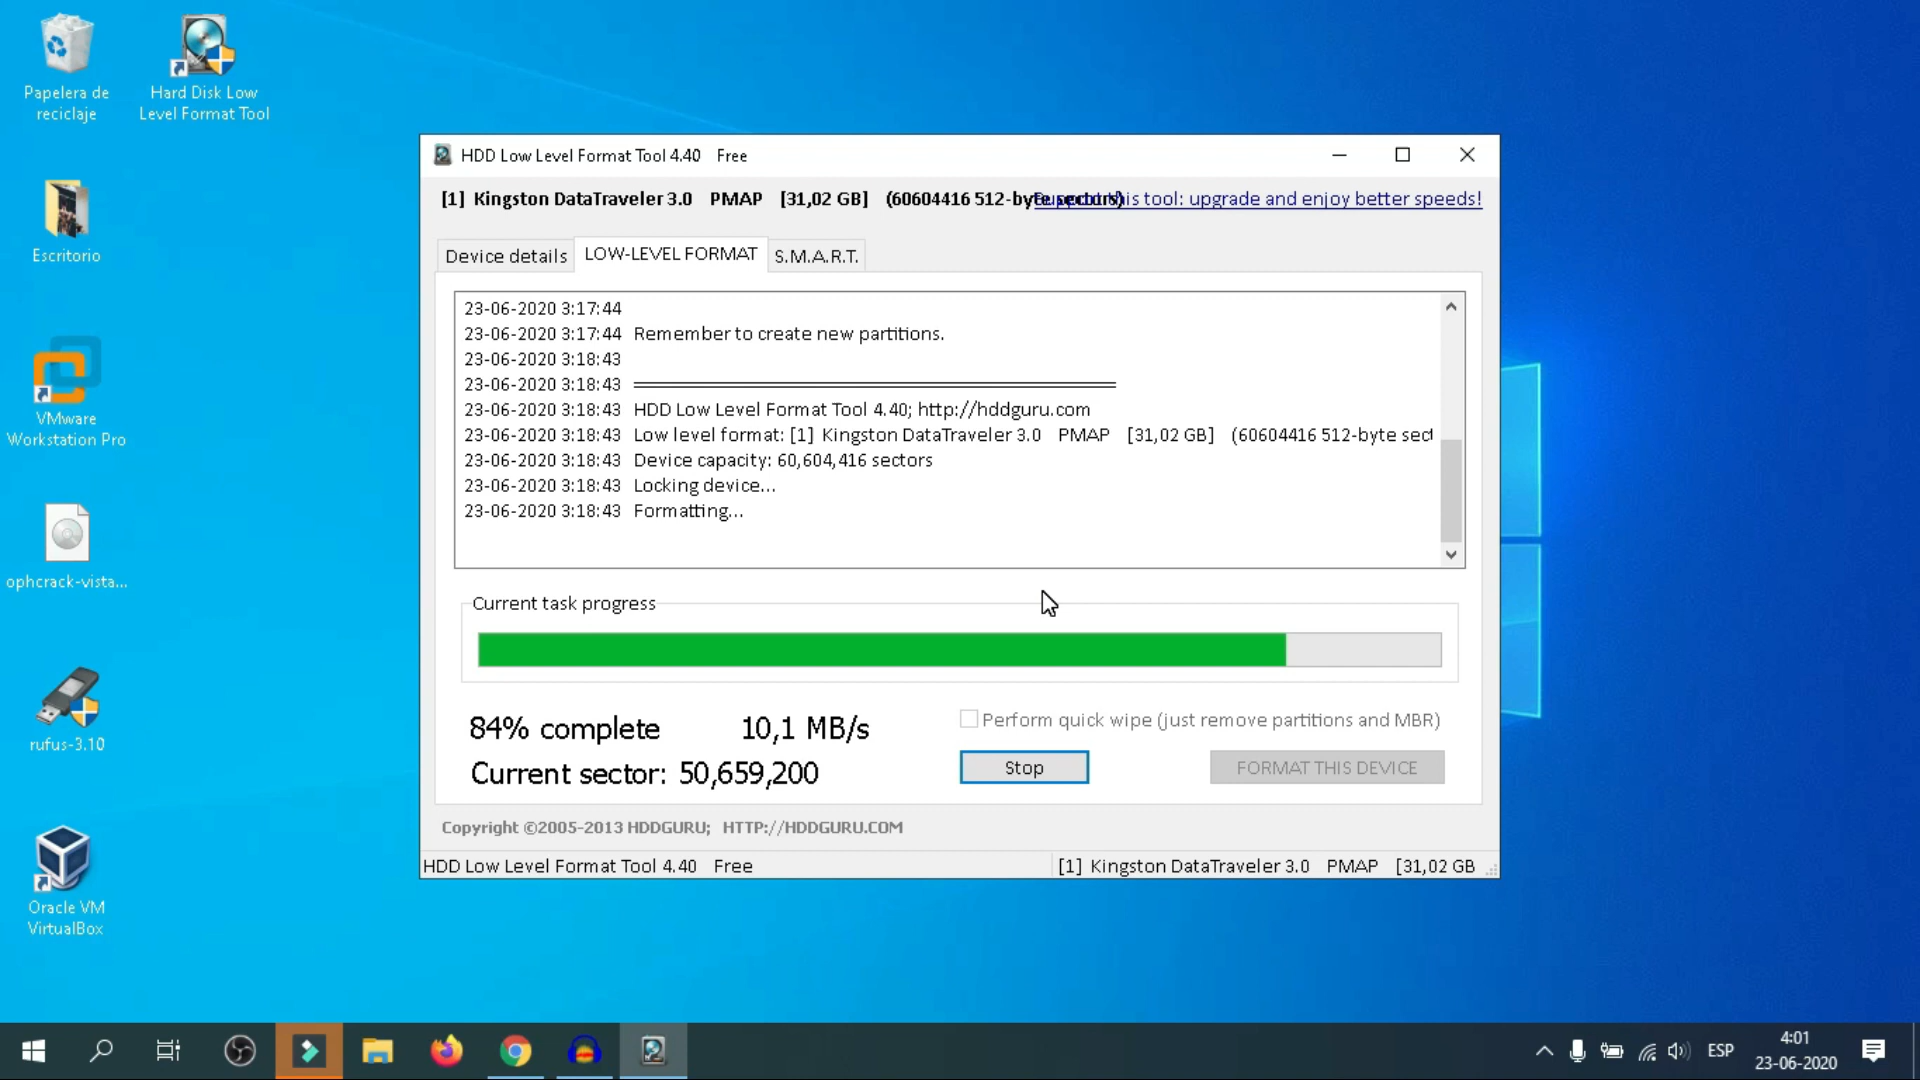 Papelera de
reciclaje
Hard Disk Low
Level Format Tool
Escritorio
VMware
Workstation Pro
ophcrack-vista...
rufus-3.10
Oracle VM
VirtualBox
HDD Low Level Format Tool 4.40 Free
[1] Kingston DataTraveler 3.0 PMAP [31,02 GB] (60604416 512-byte sectors)
this tool: upgrade and enjoy better speeds!
Device details
LOW-LEVEL FORMAT
S.M.A.R.T.
23-06-2020 3:17:44
23-06-2020 3:17:44 Remember to create new partitions.
23-06-2020 3:18:43
23-06-2020 3:18:43
23-06-2020 3:18:43 HDD Low Level Format Tool 4.40; http://hddguru.com
23-06-2020 3:18:43 Low level format: [1] Kingston DataTraveler 3.0 PMAP [31,02 GB] (60604416 512-byte sect
23-06-2020 3:18:43 Device capacity: 60,604,416 sectors
23-06-2020 3:18:43 Locking device...
23-06-2020 3:18:43 Formatting...
Current task progress
84% complete 10,1 MB/s
Perform quick wipe (just remove partitions and MBR)
Current sector: 50,659,200
Stop
FORMAT THIS DEVICE
Copyright ©2005-2013 HDDGURU; HTTP://HDDGURU.COM
HDD Low Level Format Tool 4.40 Free
[1] Kingston DataTraveler 3.0 PMAP [31,02 GB
ESP
4:01
23-06-2020